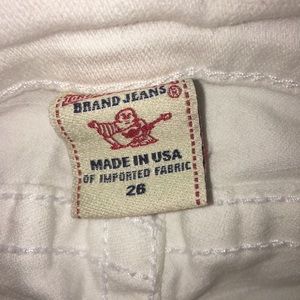 BRAND JEANS ®
MADE IN USA
OF IMPORTED FABRIC
26